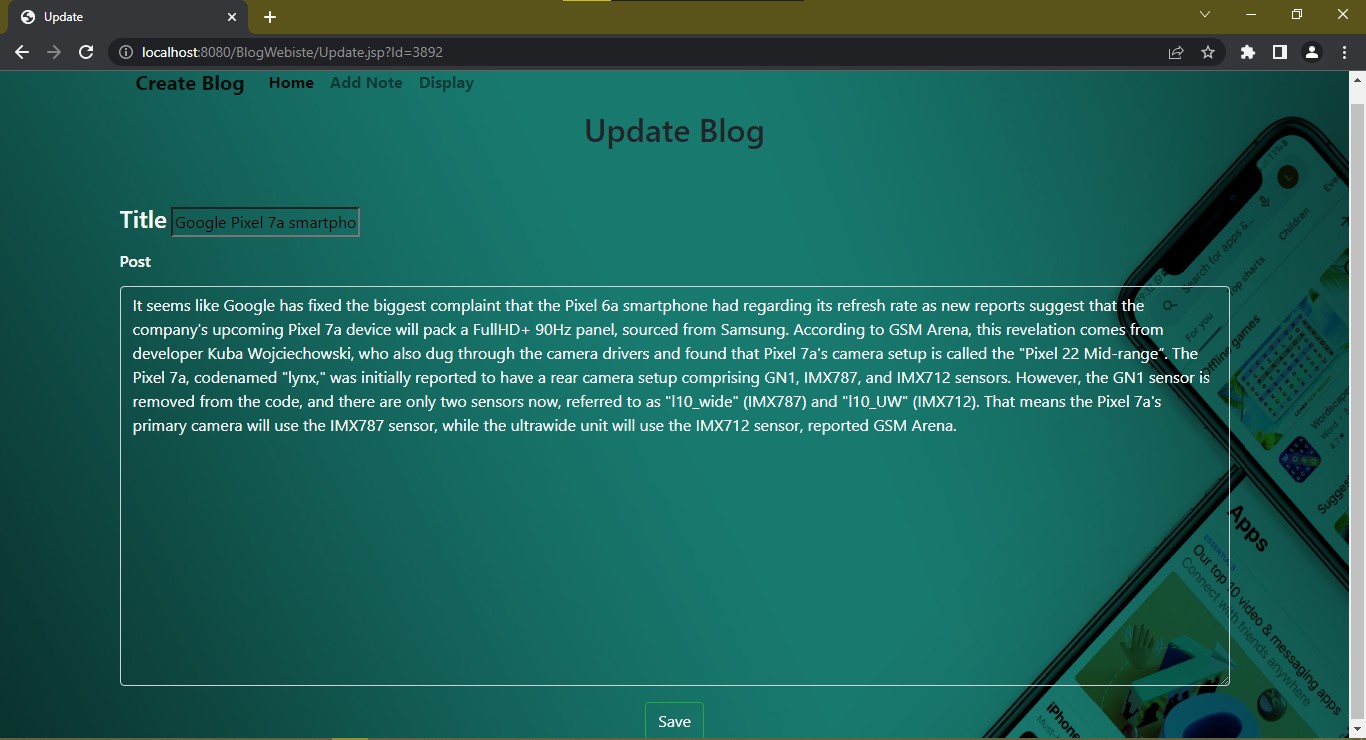 Update
localhost:8080/BlogWebiste/Update.jsp?Id=3892
Create Blog Home Add Note Display
Update Blog
Title Google Pixel 7a smartpho
Post
It seems like Google has fixed the biggest complaint that the Pixel 6a smartphone had regarding its refresh rate as new reports suggest that the
company's upcoming Pixel 7a device will pack a FullHD+ 90Hz panel, sourced from Samsung. According to GSM Arena, this revelation comes from
developer Kuba Wojciechowski, who also dug through the camera drivers and found that Pixel 7a's camera setup is called the "Pixel 22 Mid-range”. The
Pixel 7a, codenamed "lynx," was initially reported to have a rear camera setup comprising GN1, IMX787, and IMX712 sensors. However, the GN1 sensor is
removed from the code, and there are only two sensors now, referred to as "l10_wide" (IMX787) and "l10_UW" (IMX712). That means the Pixel 7a's
primary camera will use the IMX787 sensor, while the ultrawide unit will use the IMX712 sensor, reported GSM Arena.
Save
Search for apps &...
For you
Top charts
Children
Offline games
Wordscapes
Apps
ESSENTIALS
Our top 10 video & messaging apps
Connect with friends anywhere
iPhone